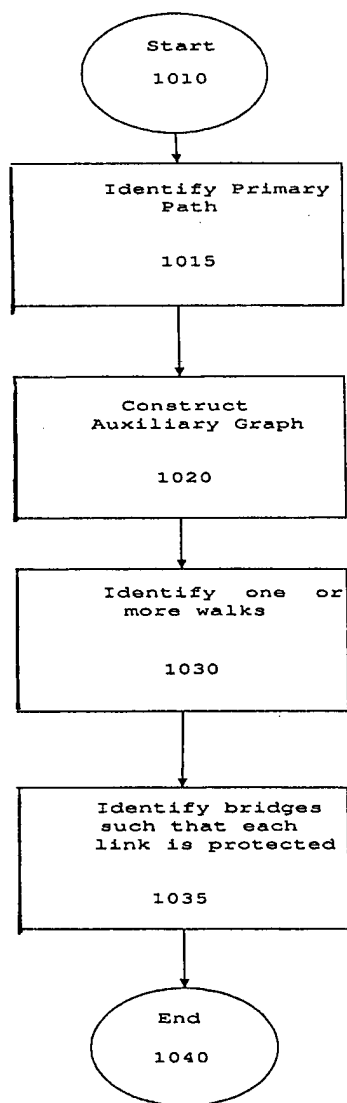 Start
1010
Identify Primary
Path
1015
Construct
Auxiliary Graph
1020
Identify one or
more walks
1030
Identify bridges
such that each
link is protected
1035
End
1040